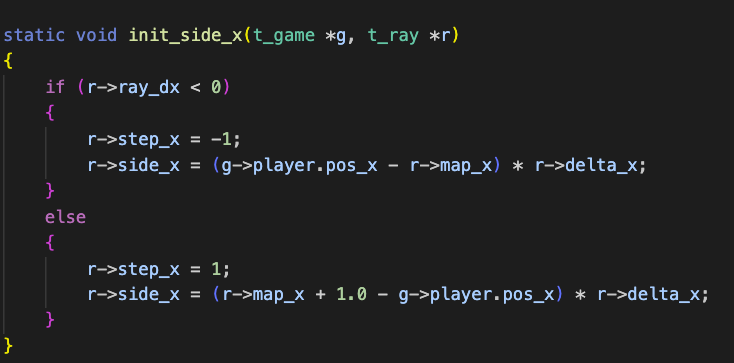 static void init_side_x(t_game *g, t_ray *r)
{
if (r->ray_dx < 0)
{
r->step_x = -1;
r->side_x = (g->player.pos_x - r->map_x) * r->delta_x;
}
else
{
r->step_x = 1;
r->side_x = (r->map_x + 1.0 - g->player.pos_x) * r->delta_x;
}
}